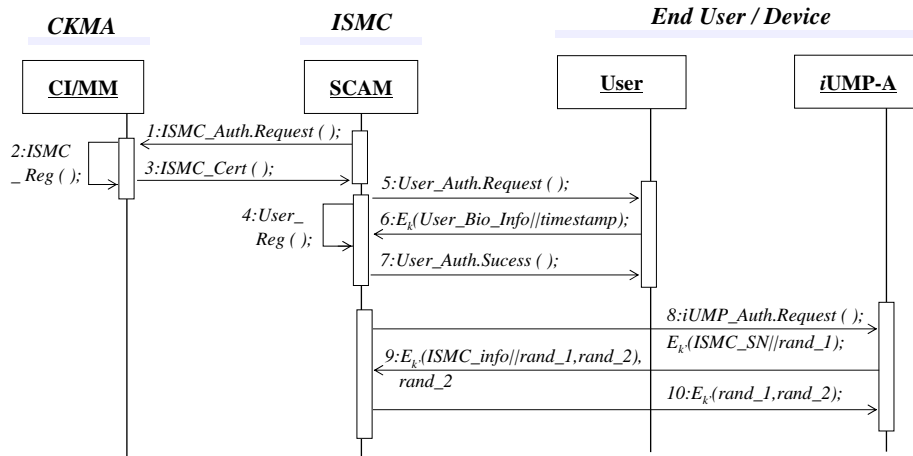 CKMA
ISMC
End User / Device
CI/MM
SCAM
User
iUMP-A
1:ISMC_Auth.Request ( );
2:ISMC
_Reg ( );
3:ISMC_Cert ( );
5:User_Auth.Request ( );
4:User_
Reg ( );
6:Ek(User_Bio_Info||timestamp);
7:User_Auth.Sucess ( );
8:iUMP_Auth.Request ( );
Ek'(ISMC_SN||rand_1);
9:Ek'(ISMC_info||rand_1,rand_2),
rand_2
10:Ek'(rand_1,rand_2);